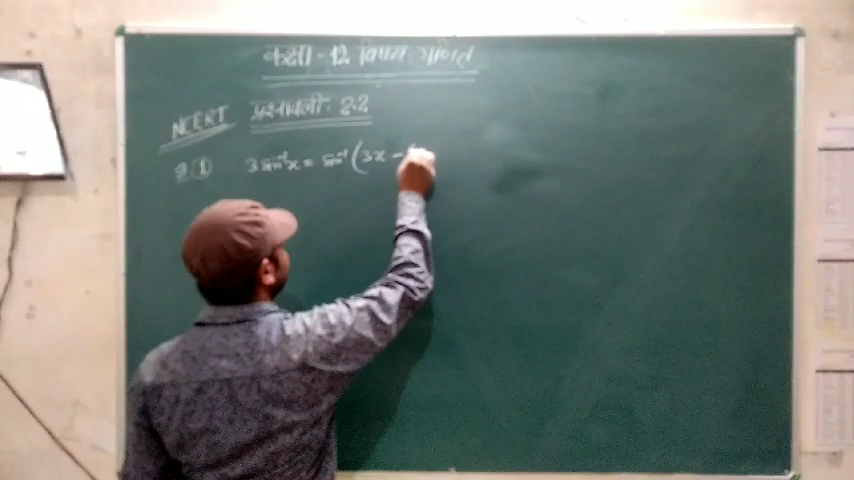 कक्षा - 12 विषय - गणित
NCERT प्रश्नावली - 2.2
प्र ① 3 sin⁻¹x = sin⁻¹ (3x -